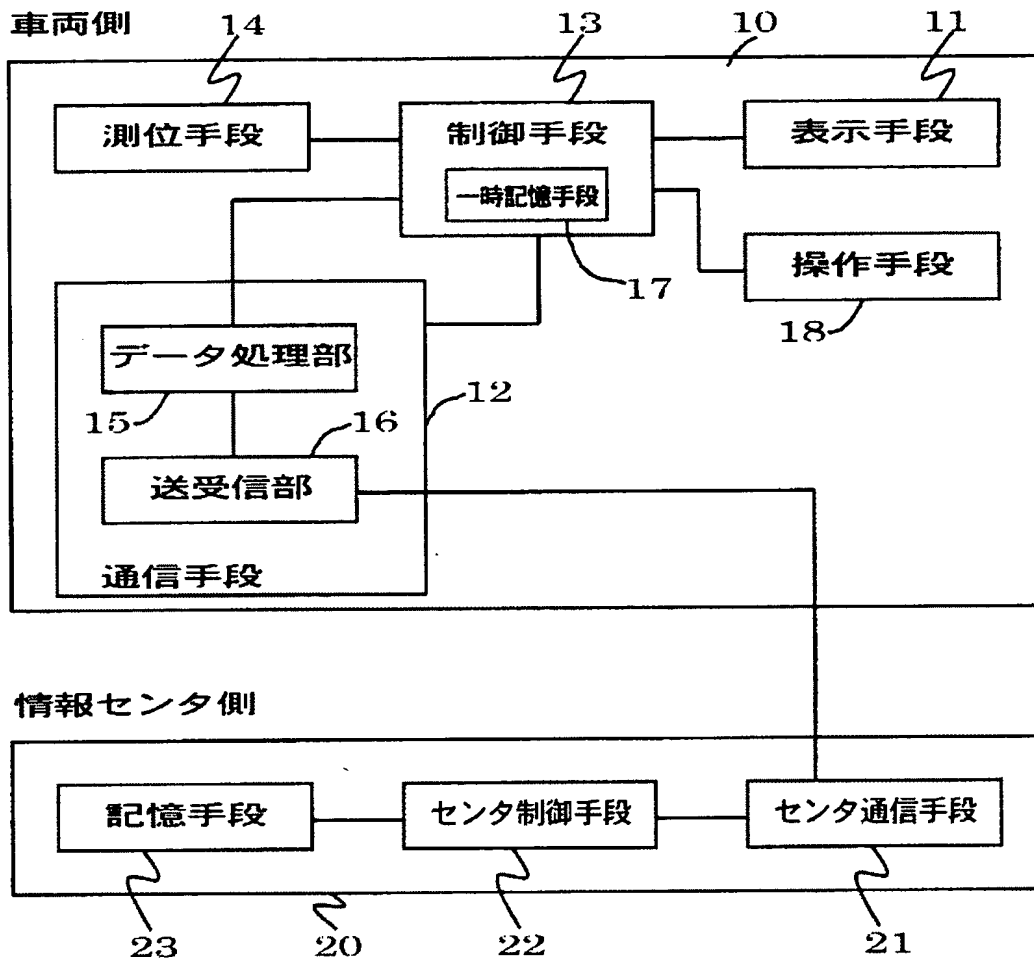 車両側
14
13
10
11
測位手段
制御手段
表示手段
一時記憶手段
17
操作手段
18
データ処理部
15
12
16
送受信部
通信手段
情報センタ側
記憶手段
センタ制御手段
センタ通信手段
23
20
22
21